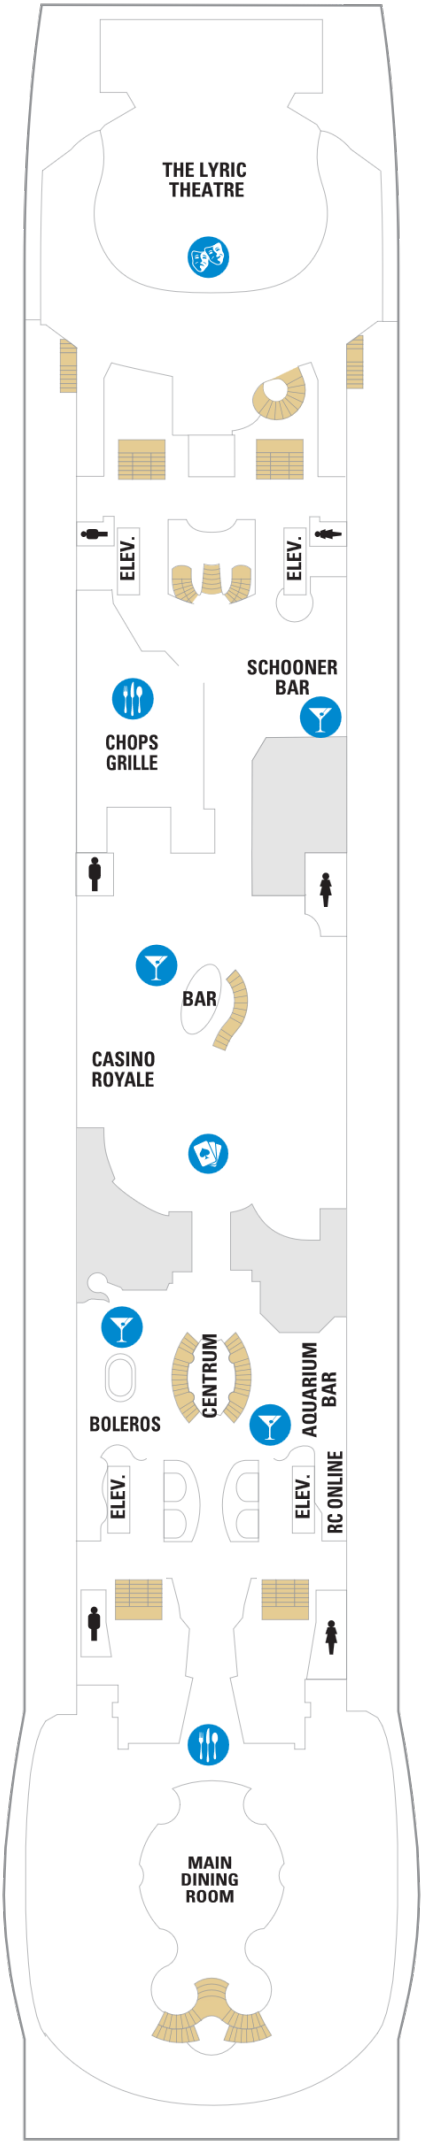 THE LYRIC
THEATRE
ELEV.
ELEV.
SCHOONER
BAR
CHOPS
GRILLE
BAR
CASINO
ROYALE
CENTRUM
AQUARIUM
BAR
BOLEROS
ELEV.
ELEV.
RC ONLINE
MAIN
DINING
ROOM